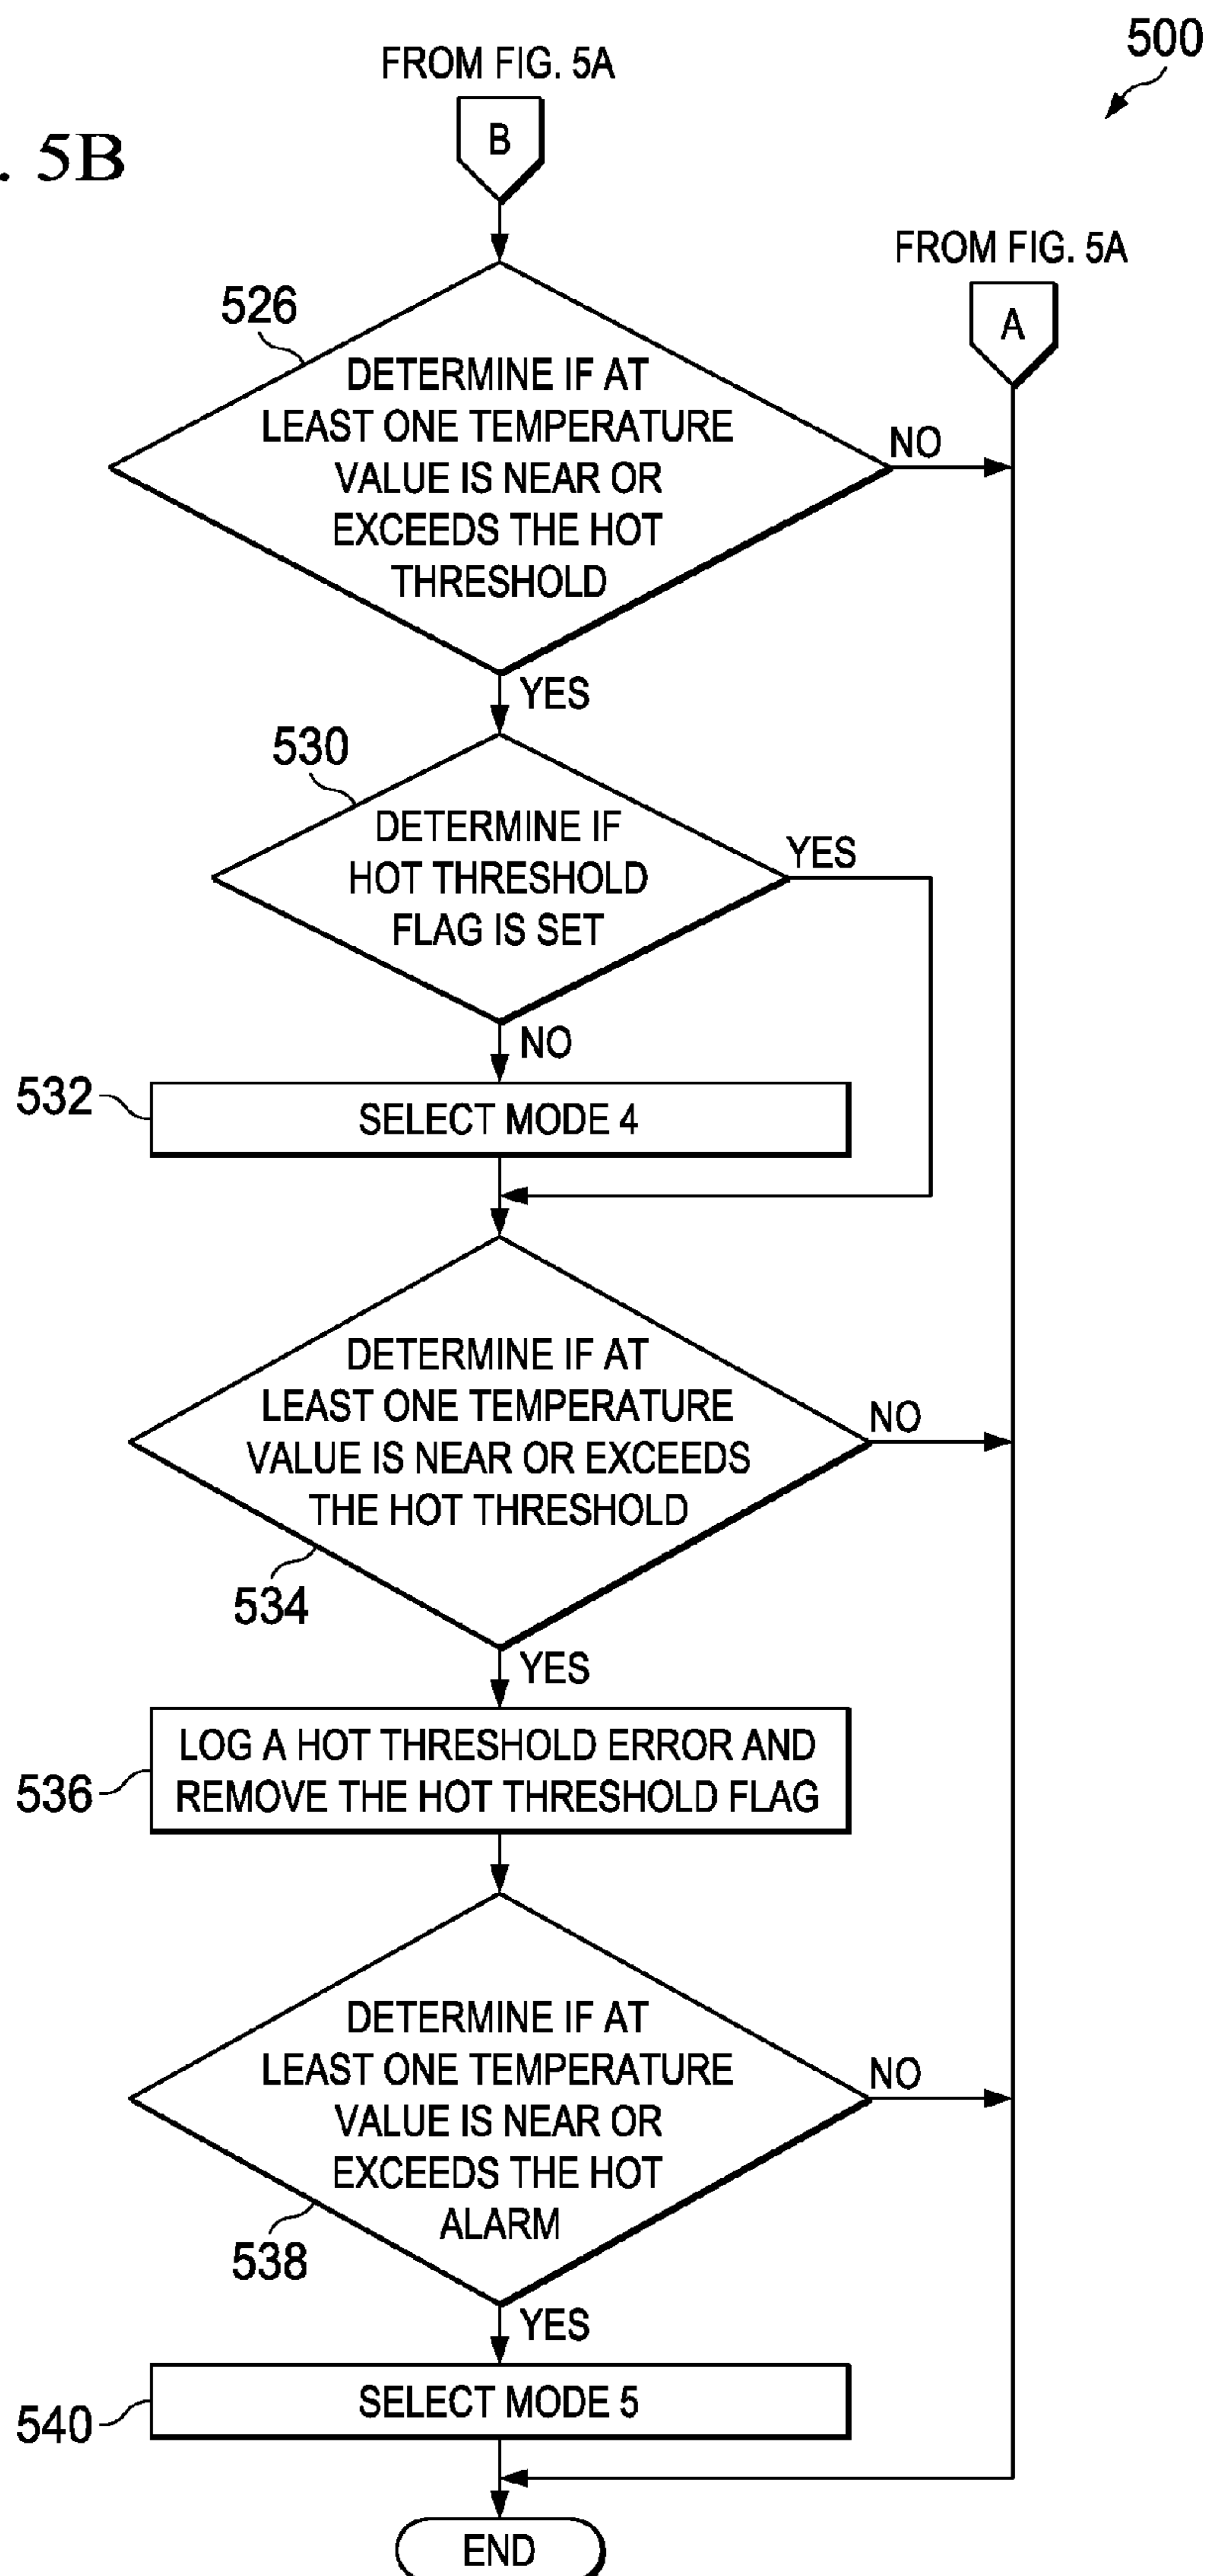 500
FROM FIG. 5A
B
. 5B
FROM FIG. 5A
A
526
DETERMINE IF AT
LEAST ONE TEMPERATURE
VALUE IS NEAR OR
EXCEEDS THE HOT
THRESHOLD
NO
YES
530
DETERMINE IF
HOT THRESHOLD
FLAG IS SET
YES
NO
532
SELECT MODE 4
DETERMINE IF AT
LEAST ONE TEMPERATURE
VALUE IS NEAR OR EXCEEDS
THE HOT THRESHOLD
NO
534
YES
536
LOG A HOT THRESHOLD ERROR AND
REMOVE THE HOT THRESHOLD FLAG
DETERMINE IF AT
LEAST ONE TEMPERATURE
VALUE IS NEAR OR
EXCEEDS THE HOT
ALARM
NO
538
YES
540
SELECT MODE 5
END